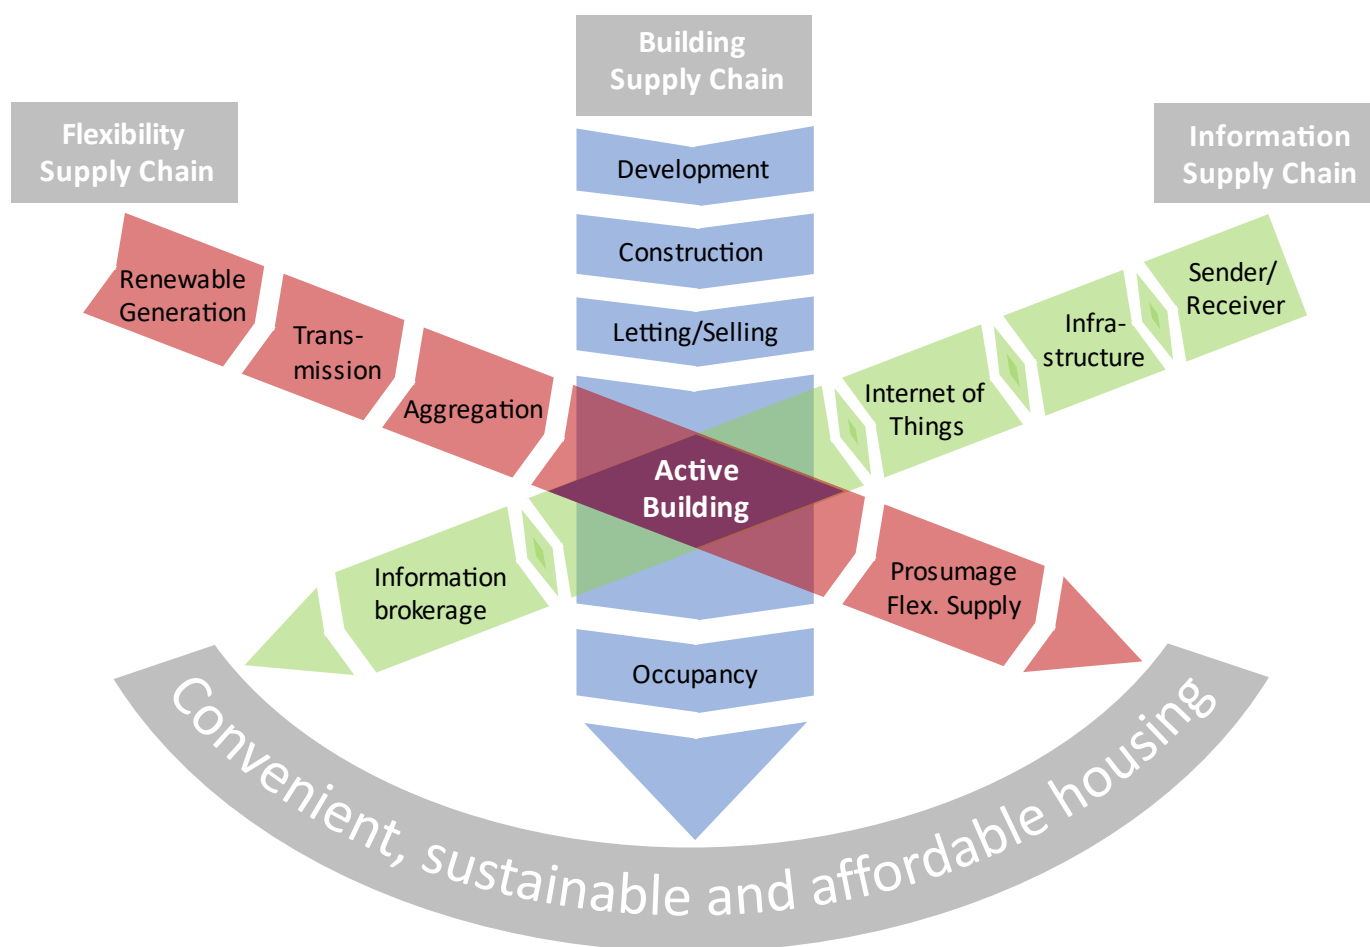 Building
Supply Chain
Flexibility
Supply Chain
Information
Supply Chain
Development
Construction
Letting/Selling
Renewable
Generation
Trans-
mission
Aggregation
Sender/
Receiver
Infra-
structure
Internet of
Things
Active
Building
Information
brokerage
Prosumage
Flex. Supply
Occupancy
Convenient, sustainable and affordable housing